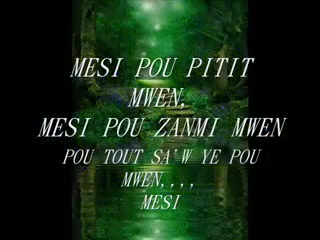 MESI POU PITIT
MWEN,
MESI POU ZANMI MWEN
POU TOUT SA'W YE POU
MWEN,,,,
MESI